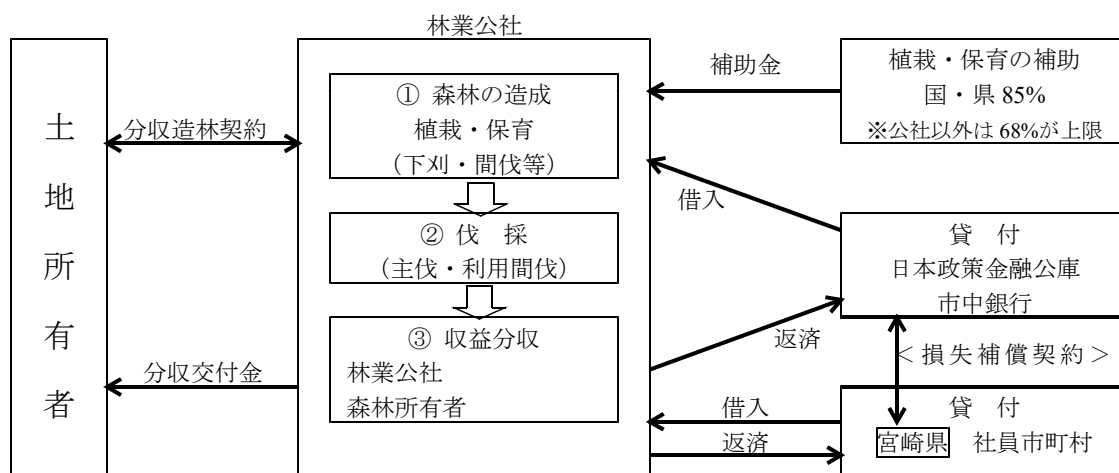 林業公社
土地所有者
分収造林契約
分収交付金
① 森林の造成
植栽・保育
(下刈・間伐等)
② 伐 採
(主伐・利用間伐)
③ 収益分収
林業公社
森林所有者
補助金
借入
返済
借入
返済
植栽・保育の補助
国・県 85%
※公社以外は 68%が上限
貸 付
日本政策金融公庫
市中銀行
<損失補償契約>
貸 付
宮崎県 社員市町村